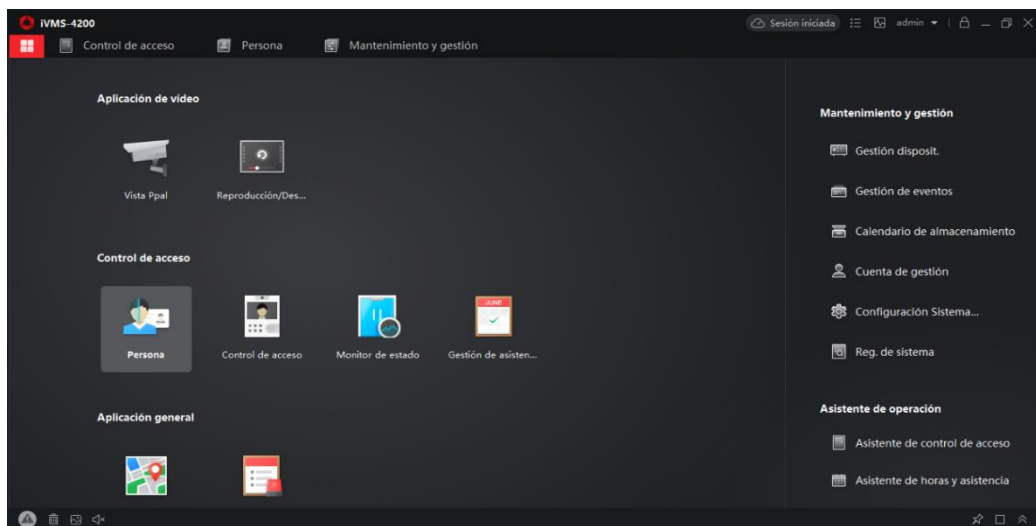 iVMS-4200
Sesión iniciada
admin
Control de acceso
Persona
Mantenimiento y gestión
Aplicación de vídeo
Vista Ppal
Reproducción/Des...
Control de acceso
Persona
Control de acceso
Monitor de estado
Gestión de asisten...
JUNE
Aplicación general
Mantenimiento y gestión
Gestión disposit.
Gestión de eventos
Calendario de almacenamiento
Cuenta de gestión
Configuración Sistema...
Reg. de sistema
Asistente de operación
Asistente de control de acceso
Asistente de horas y asistencia